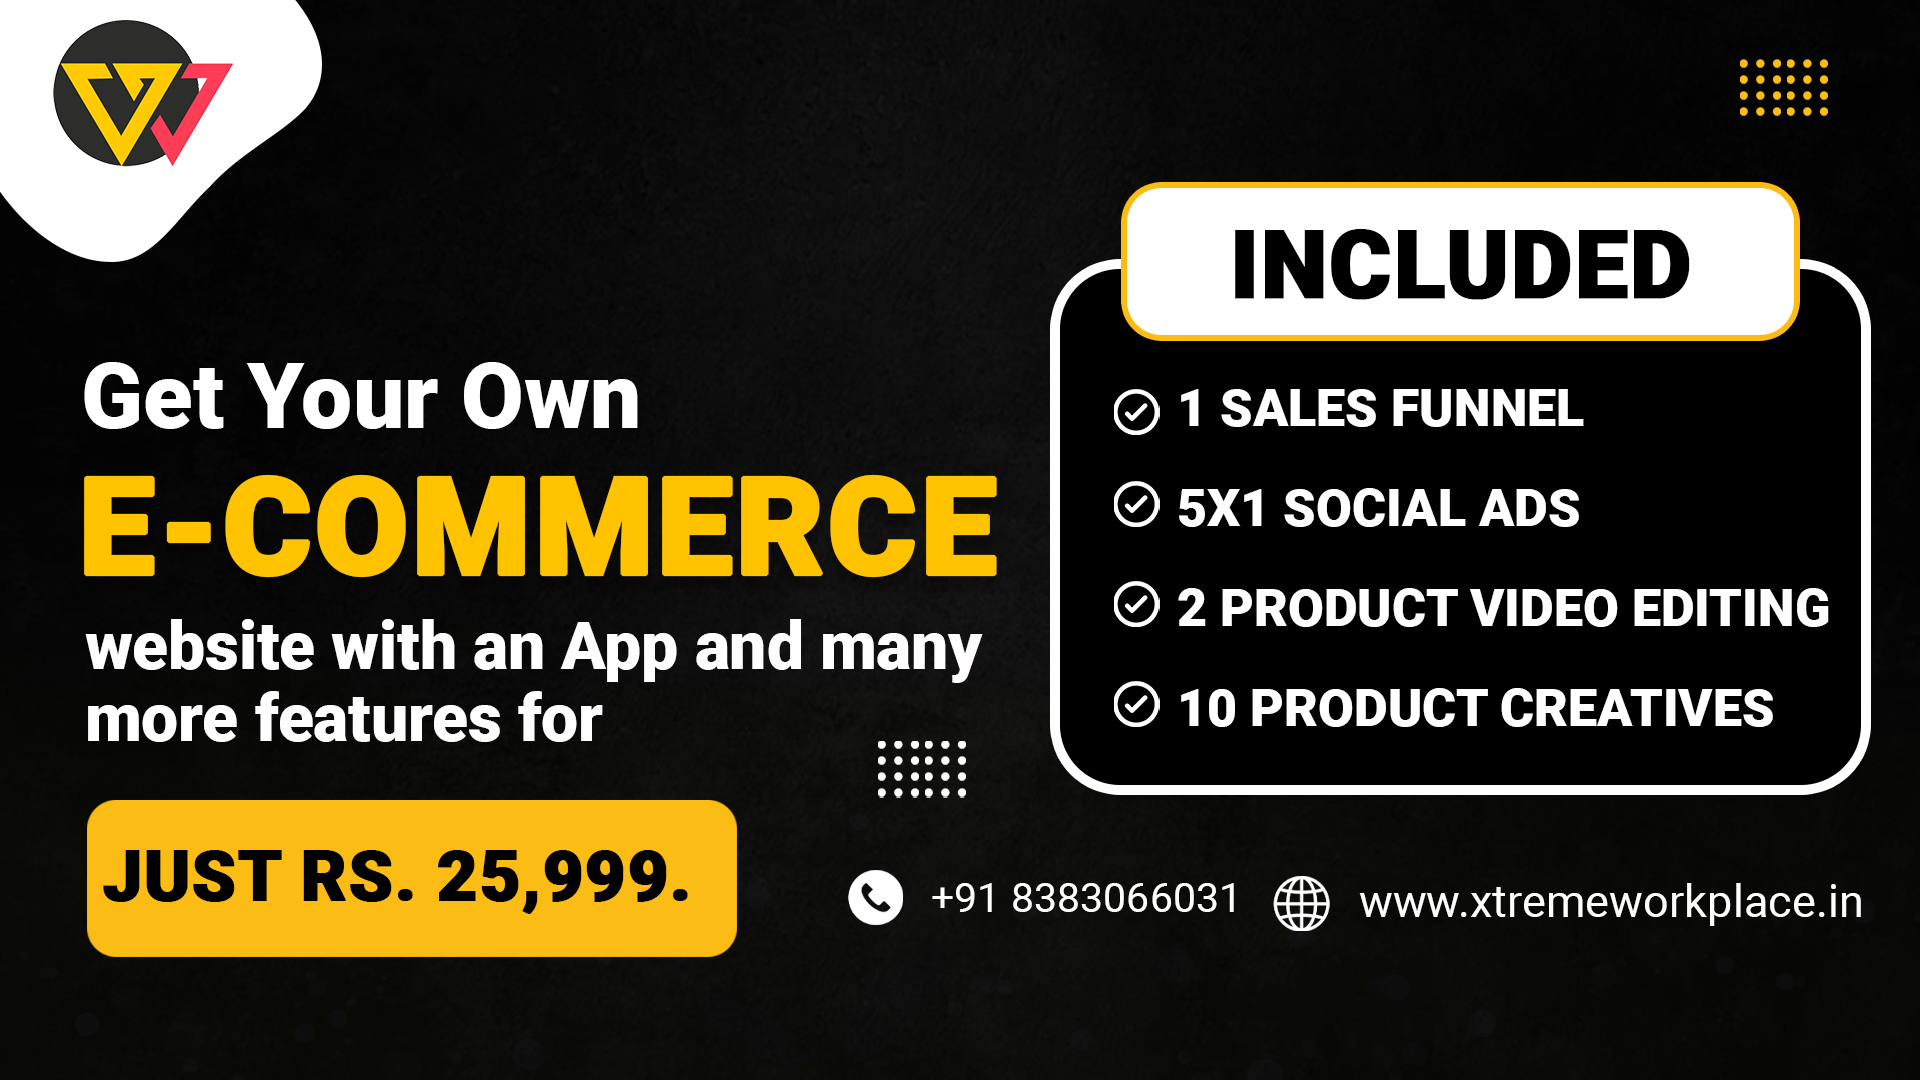 Get Your Own
E-COMMERCE
website with an App and many
more features for
JUST RS. 25,999.
INCLUDED
1 SALES FUNNEL
5X1 SOCIAL ADS
2 PRODUCT VIDEO EDITING
10 PRODUCT CREATIVES
+91 8383066031
www.xtremeworkplace.in